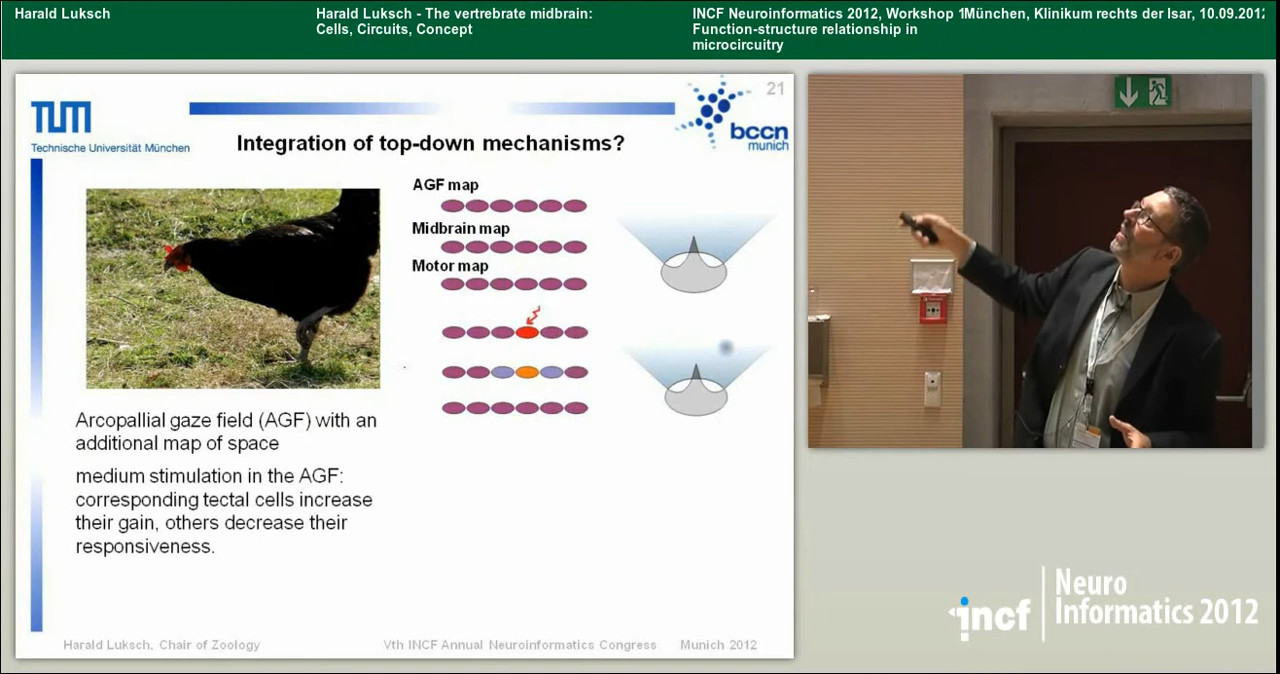 Harald Luksch
Harald Luksch - The vertrebrate midbrain:
Cells, Circuits, Concept
INCF Neuroinformatics 2012, Workshop 1
Function-structure relationship in
microcircuitry
München, Klinikum rechts der Isar, 10.09.2012
21
TUM
Technische Universität München
bccn
munich
Integration of top-down mechanisms?
AGF map
Midbrain map
Motor map
Arcopallial gaze field (AGF) with an
additional map of space
medium stimulation in the AGF:
corresponding tectal cells increase
their gain, others decrease their
responsiveness.
Harald Luksch, Chair of Zoology
Vth INCF Annual Neuroinformatics Congress
Munich 2012
incf
Neuro
Informatics 2012